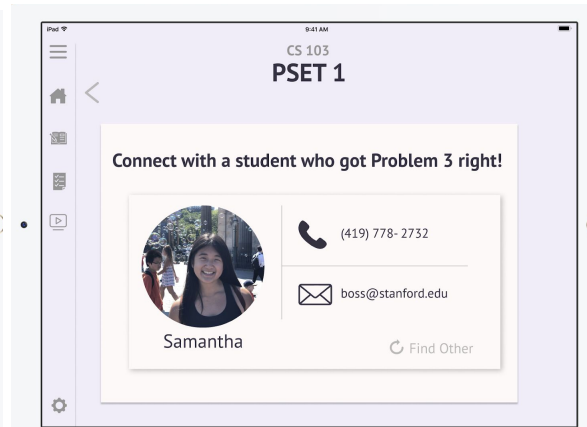 iPad
9:41 AM
CS 103
PSET 1
Connect with a student who got Problem 3 right!
(419) 778- 2732
boss@stanford.edu
Samantha
Find Other